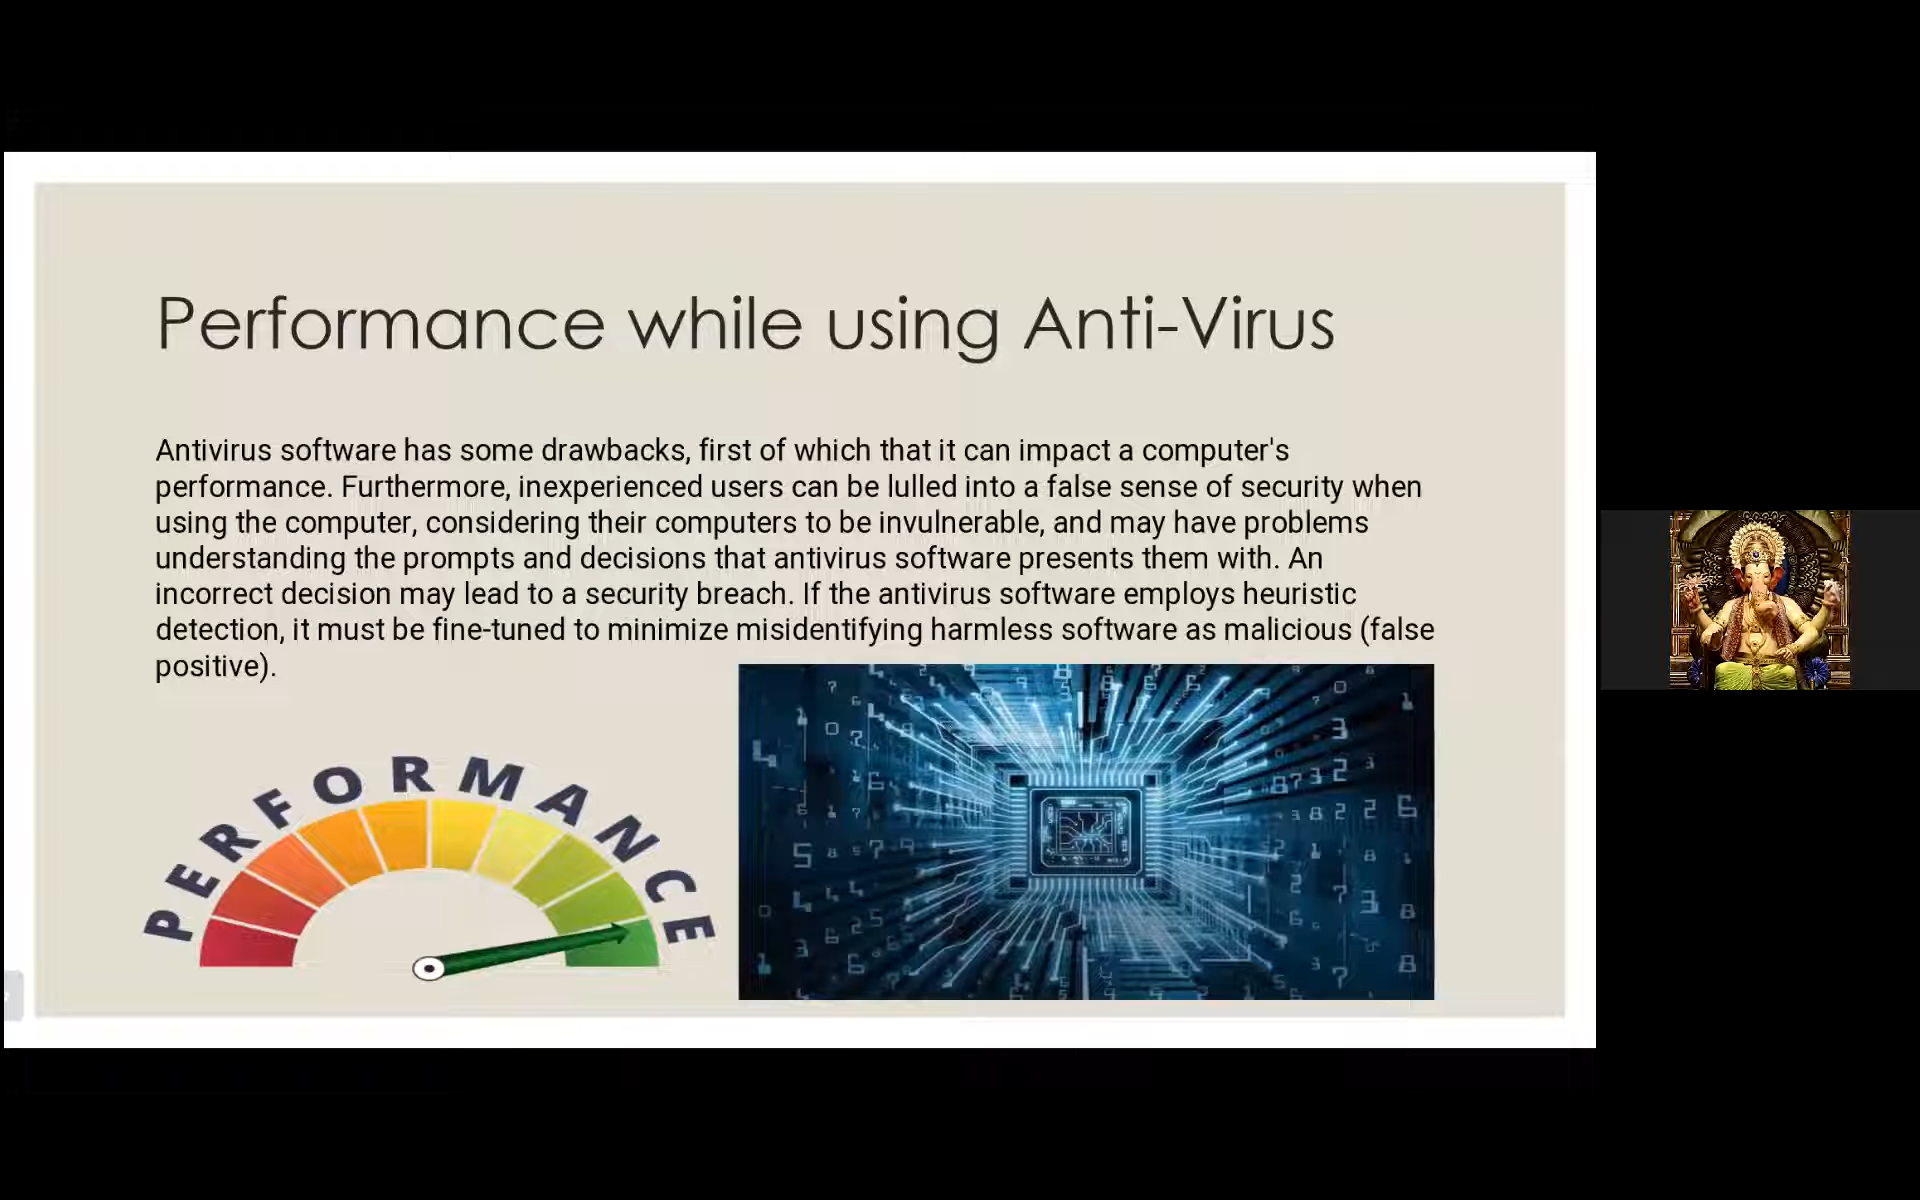 Performance while using Anti-Virus
Antivirus software has some drawbacks, first of which that it can impact a computer's
performance. Furthermore, inexperienced users can be lulled into a false sense of security when
using the computer, considering their computers to be invulnerable, and may have problems
understanding the prompts and decisions that antivirus software presents them with. An
incorrect decision may lead to a security breach. If the antivirus software employs heuristic
detection, it must be fine-tuned to minimize misidentifying harmless software as malicious (false
positive).
PERFORMANCE